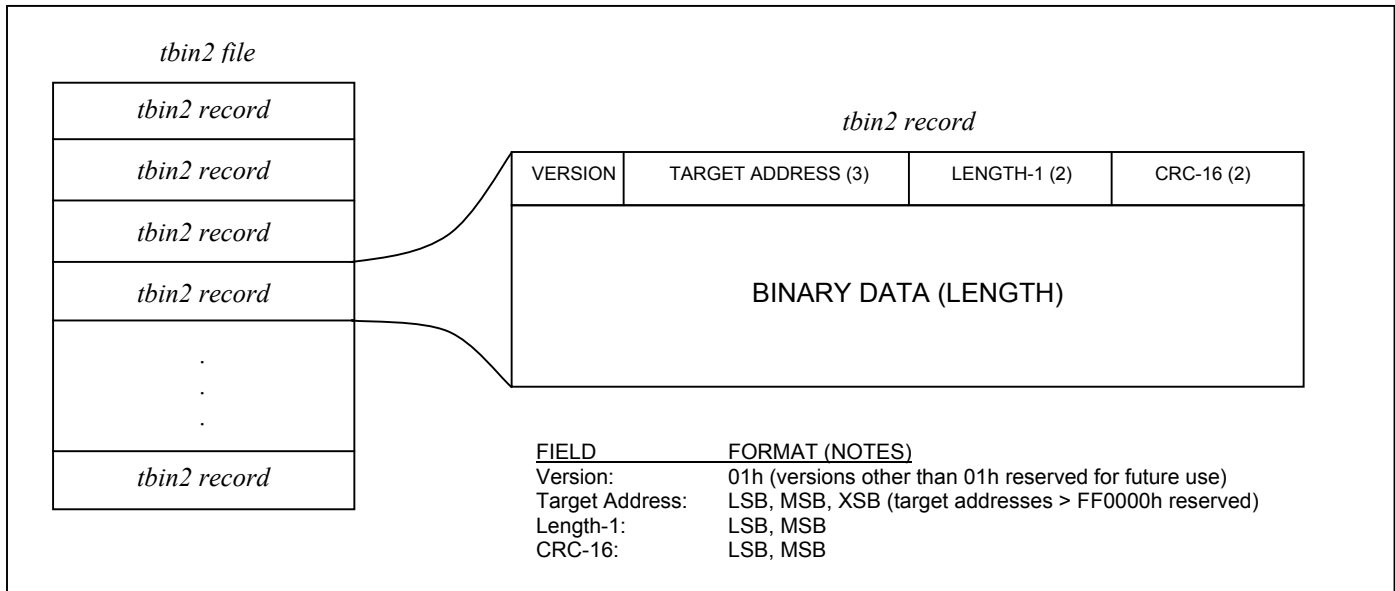 tbin2 file
tbin2 record
tbin2 record
tbin2 record
tbin2 record
.
.
.
tbin2 record
tbin2 record
VERSION TARGET ADDRESS (3) LENGTH-1 (2) CRC-16 (2)
BINARY DATA (LENGTH)
FIELD FORMAT (NOTES)
Version: 01h (versions other than 01h reserved for future use)
Target Address: LSB, MSB, XSB (target addresses > FF0000h reserved)
Length-1: LSB, MSB
CRC-16: LSB, MSB